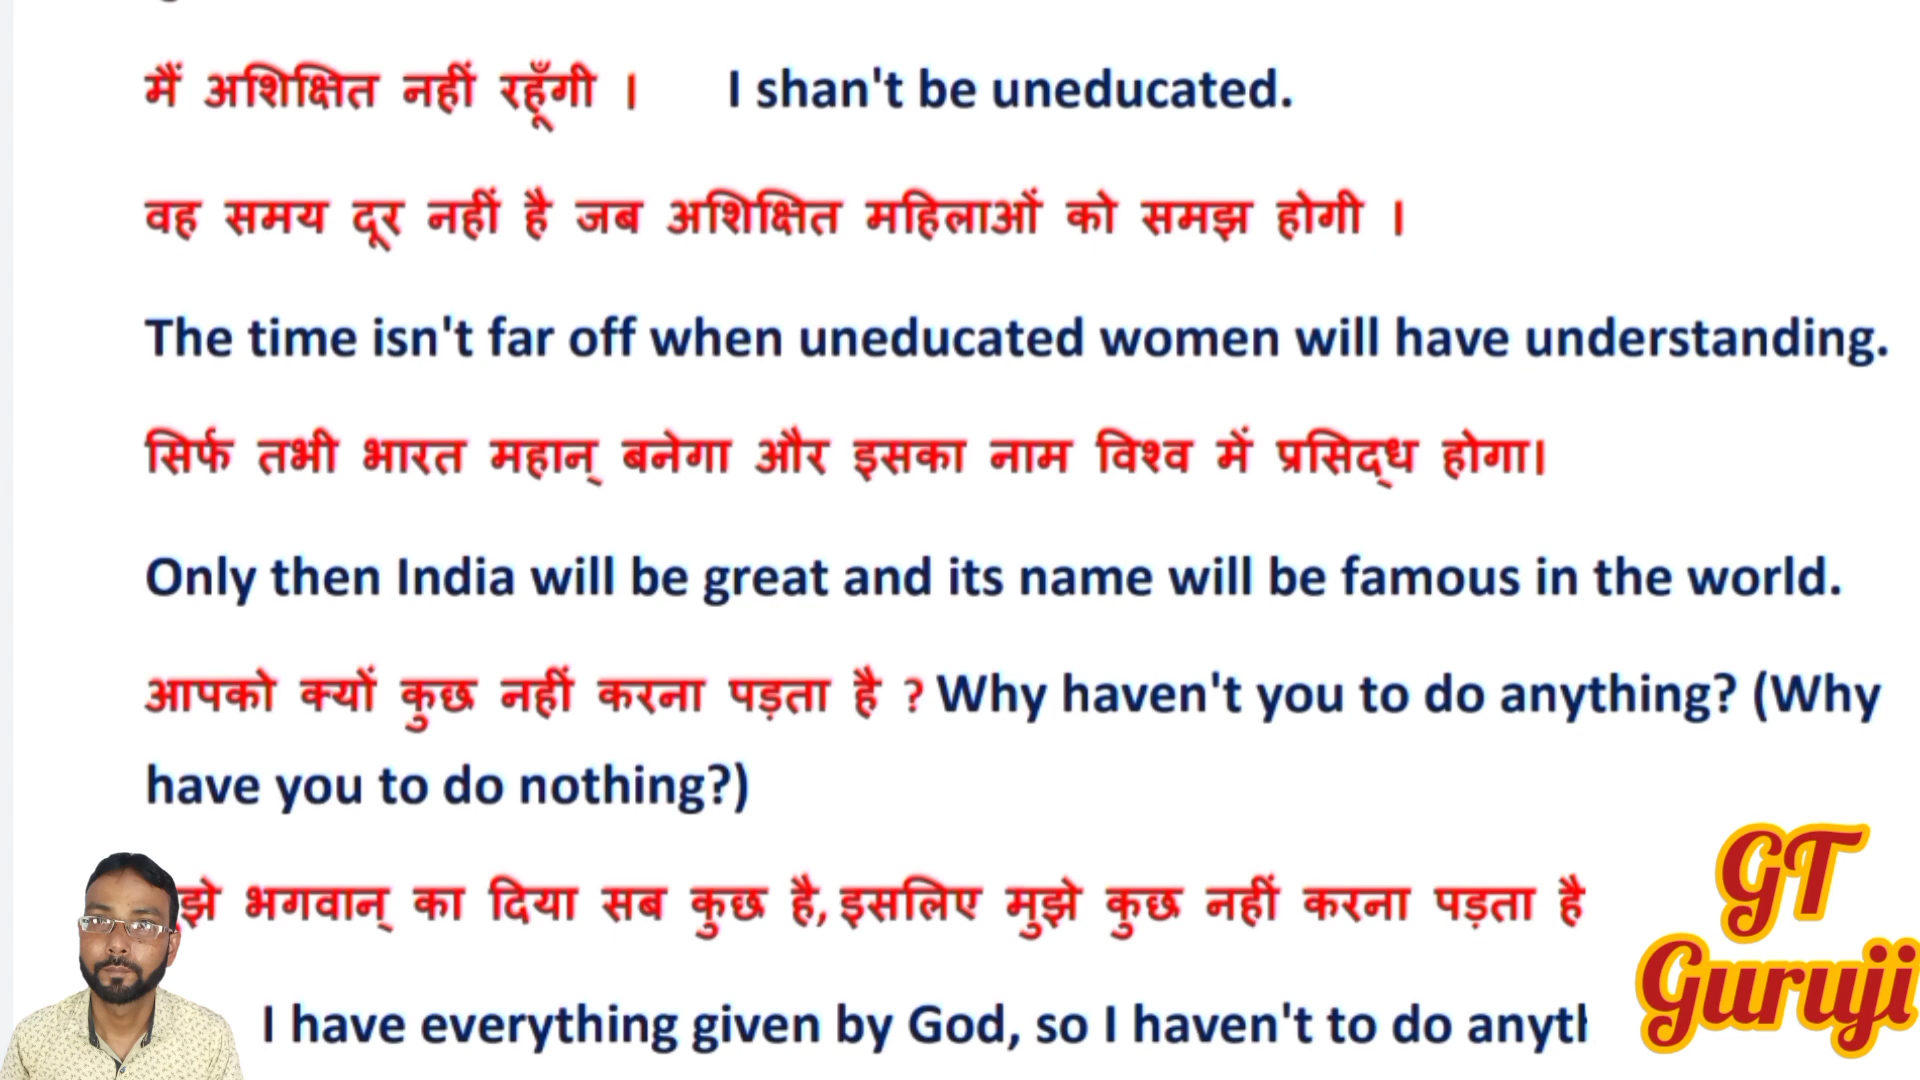 मैं अशिक्षित नहीं रहूँगी । I shan't be uneducated.
वह समय दूर नहीं है जब अशिक्षित महिलाओं को समझ होगी ।
The time isn't far off when uneducated women will have understanding.
सिर्फ तभी भारत महान् बनेगा और इसका नाम विश्व में प्रसिद्ध होगा।
Only then India will be great and its name will be famous in the world.
आपको क्यों कुछ नहीं करना पड़ता है ? Why haven't you to do anything? (Why
have you to do nothing?)
भगवान् का दिया सब कुछ है, इसलिए मुझे कुछ नहीं करना पड़ता है
I have everything given by God, so I haven't to do
GT
Guruji